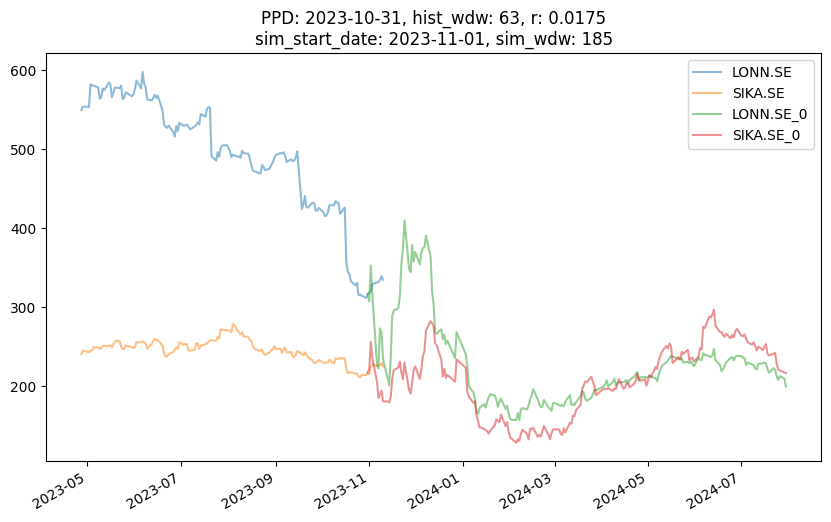 PPD: 2023-10-31, hist_wdw: 63, r: 0.0175
sim_start_date: 2023-11-01, sim_wdw: 185
LONN.SE
SIKA.SE
LONN.SE_0
SIKA.SE_0
600
500
400
300
200
2023-05
2023-07
2023-09
2023-11
2024-01
2024-03
2024-05
2024-07